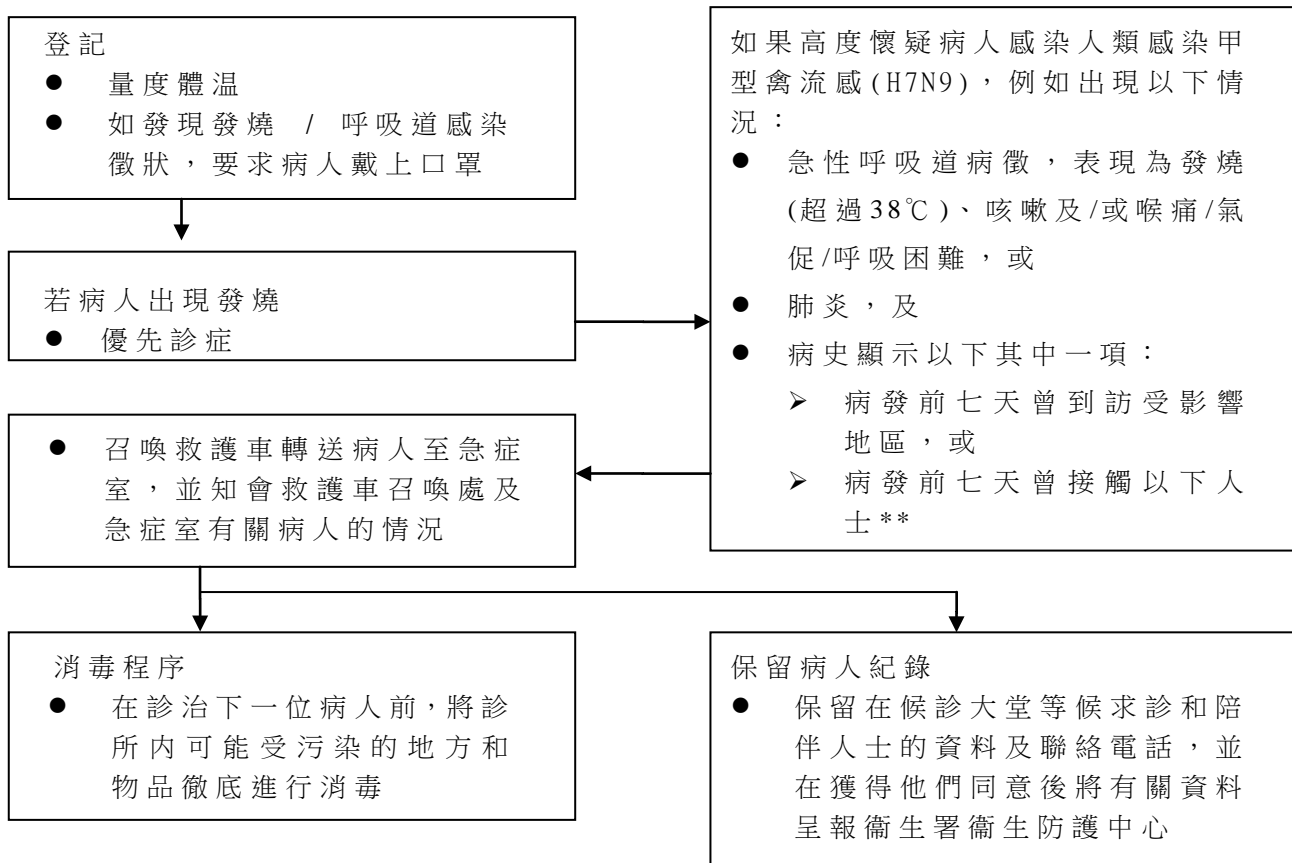 登記
● 量度體温
● 如發現發燒 / 呼吸道感染
徵狀，要求病人戴上口罩
若病人出現發燒
● 優先診症
如果高度懷疑病人感染人類感染甲
型禽流感(H7N9)，例如出現以下情
況：
● 急性呼吸道病徵，表現為發燒
(超過38℃)、咳嗽及/或喉痛/氣
促/呼吸困難，或
● 肺炎，及
● 病史顯示以下其中一項：
➢ 病發前七天曾到訪受影響
地區，或
➢ 病發前七天曾接觸以下人
士**
● 召喚救護車轉送病人至急症
室，並知會救護車召喚處及
急症室有關病人的情況
消毒程序
● 在診治下一位病人前，將診
所內可能受污染的地方和
物品徹底進行消毒
保留病人紀錄
● 保留在候診大堂等候求診和陪
伴人士的資料及聯絡電話，並
在獲得他們同意後將有關資料
呈報衞生署衞生防護中心